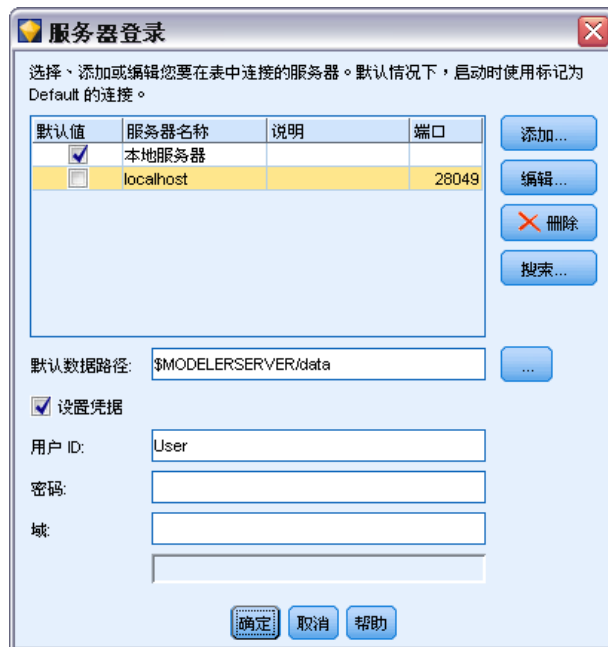 服务器登录
选择、添加或编辑您要在表中连接的服务器。默认情况下,启动时使用标记为
Default 的连接。
默认值 服务器名称 说明 端口
本地服务器
localhost 28049
添加...
编辑...
删除
搜索...
默认数据路径: $MODELERSERVER/data ...
设置凭据
用户 ID: User
密码:
域:
确定 取消 帮助